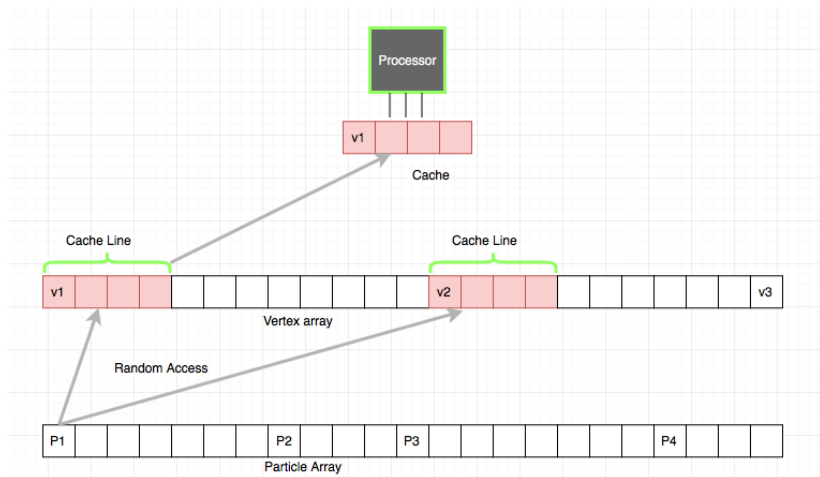 Processor
v1
Cache
Cache Line
Cache Line
v1
v2
v3
Vertex array
Random Access
P1
P2
P3
P4
Particle Array